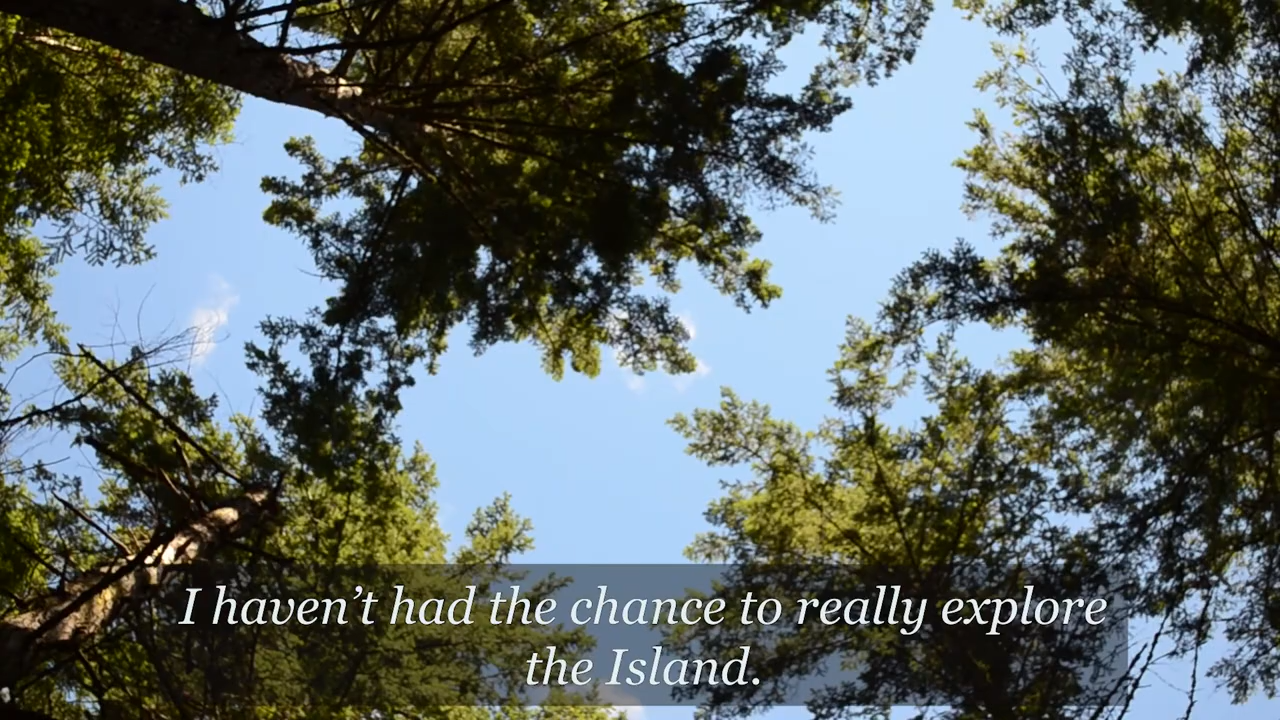 I haven’t had the chance to really explore
the Island.